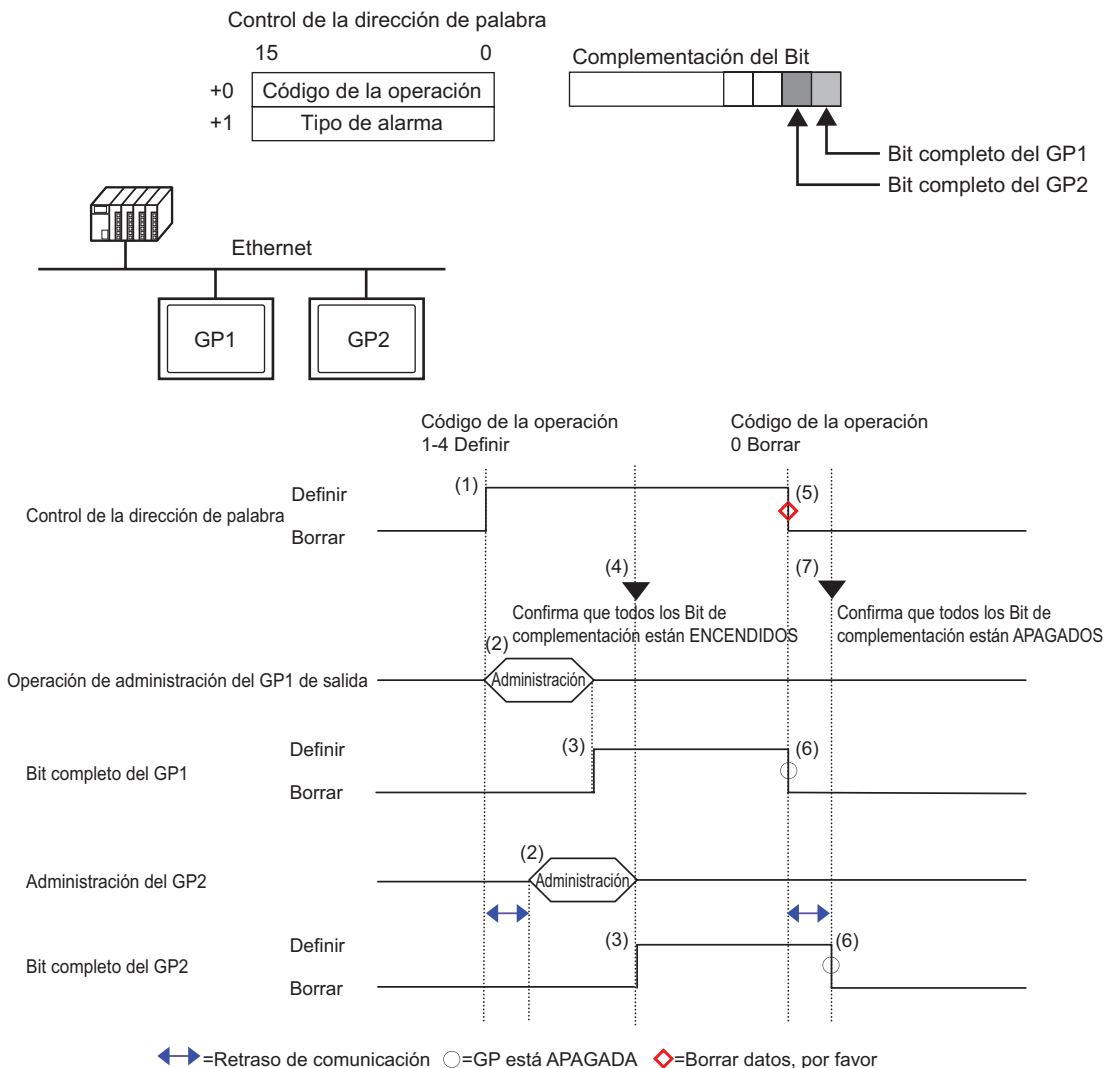 Control de la dirección de palabra
15 0
+0 Código de la operación
+1 Tipo de alarma
Complementación del Bit
Bit completo del GP1
Bit completo del GP2
Ethernet
GP1 GP2
Código de la operación
1-4 Definir
Código de la operación
0 Borrar
Control de la dirección de palabra
Definir
Borrar
(1)
(5)
(4)
(7)
Confirma que todos los Bit de
complementación están ENCENDIDOS
Confirma que todos los Bit de
complementación están APAGADOS
(2)
Operación de administración del GP1 de salida
Administración
Bit completo del GP1
Definir
Borrar
(3)
(6)
(2)
Administración del GP2
Administración
Bit completo del GP2
Definir
Borrar
(3)
(6)
=Retraso de comunicación =GP está APAGADA =Borrar datos, por favor